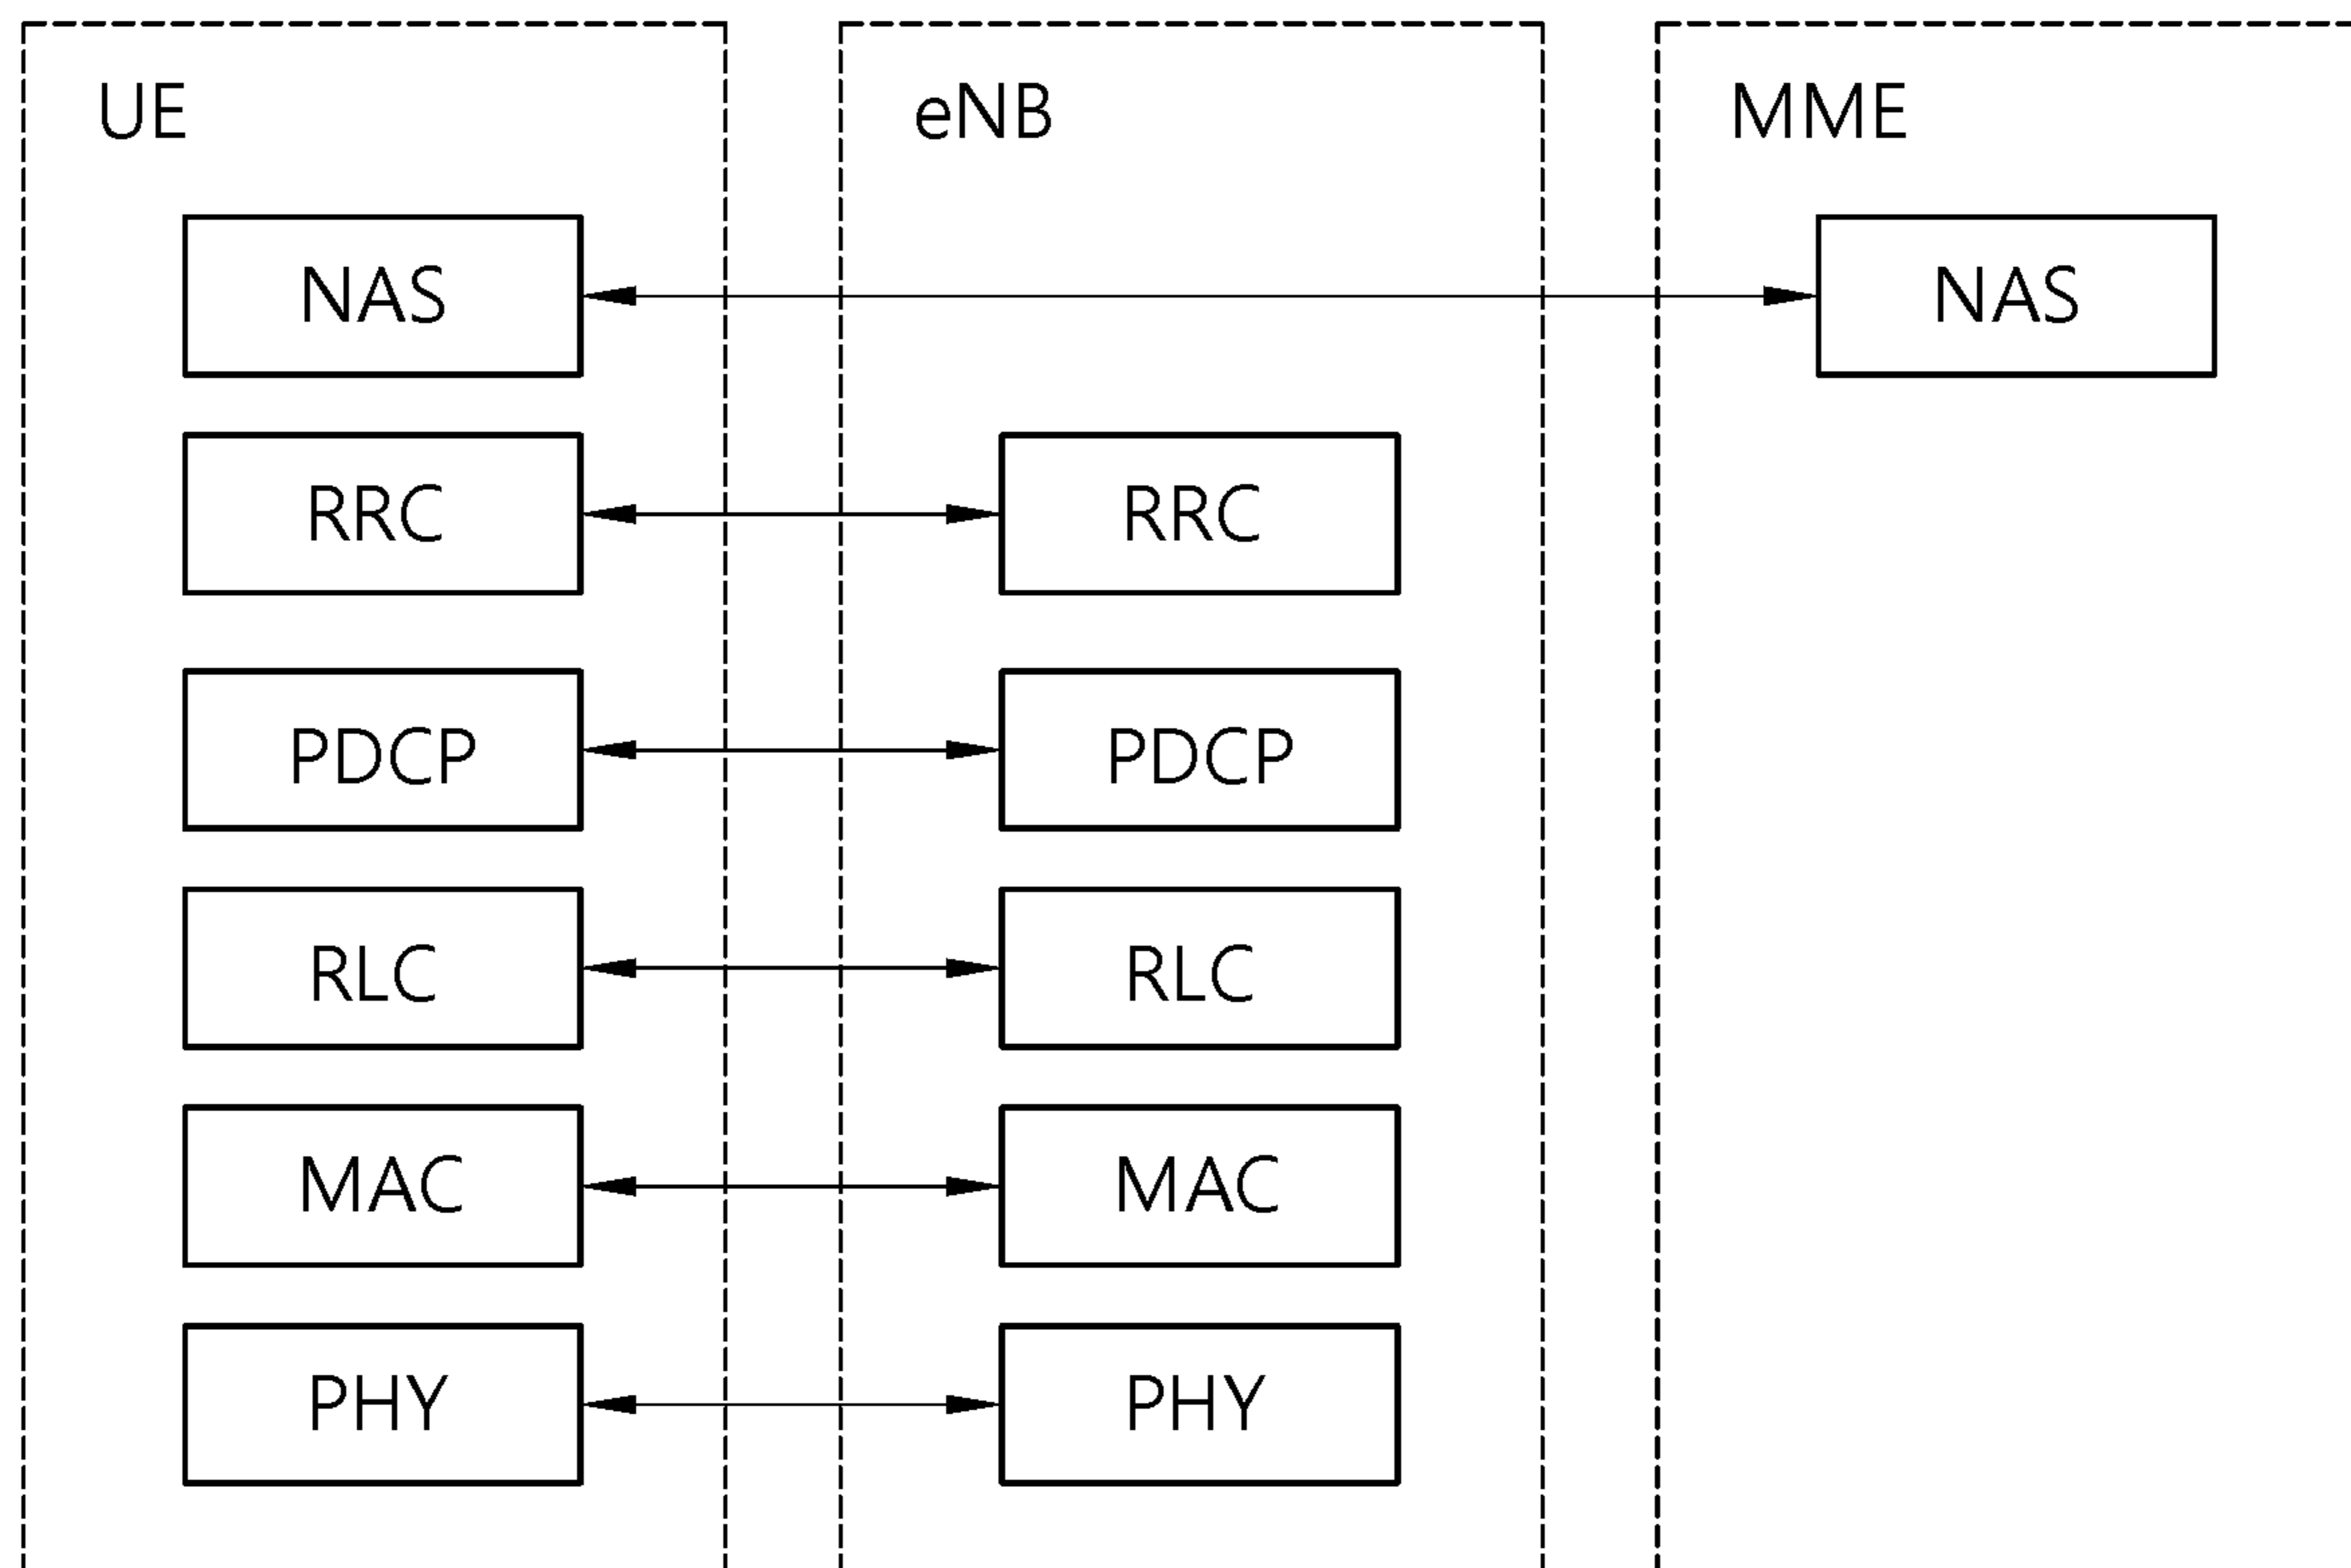 UE
eNB
MME
NAS
NAS
RRC
RRC
PDCP
PDCP
RLC
RLC
MAC
MAC
PHY
PHY